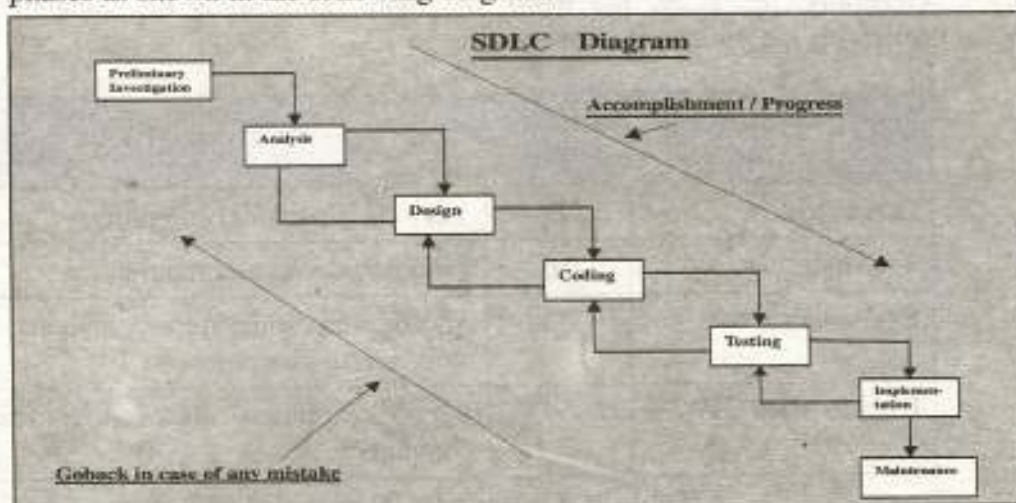 SDLC Diagram
Preliminary
Investigation
Accomplishment / Progress
Analysis
Design
Coding
Testing
Implemen-
tation
Goback in case of any mistake
Maintenance